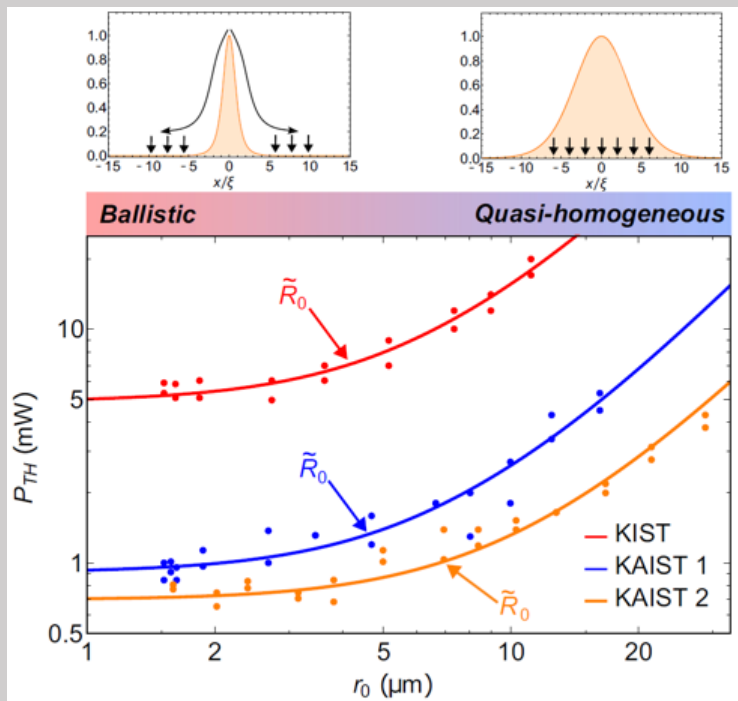 1.0
0.8
0.6
0.4
0.2
0.0
−15 −10 −5 0 5 10 15
x/ξ
1.0
0.8
0.6
0.4
0.2
0.0
−15 −10 −5 0 5 10 15
x/ξ
Ballistic Quasi-homogeneous
P_TH (mW)
10
5
1
0.5
R̃₀
R̃₀
R̃₀
KIST
KAIST 1
KAIST 2
1 2 5 10 20
r₀ (μm)